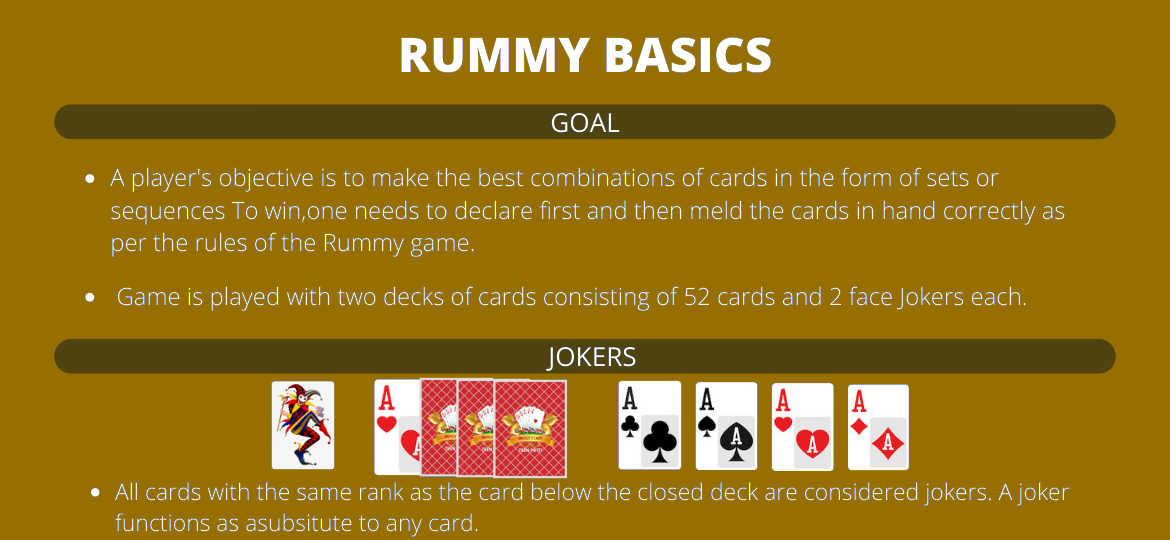 RUMMY BASICS
GOAL
A player's objective is to make the best combinations of cards in the form of sets or
sequences To win,one needs to declare first and then meld the cards in hand correctly as
per the rules of the Rummy game.
Game is played with two decks of cards consisting of 52 cards and 2 face Jokers each.
JOKERS
A A A A A
A A A
All cards with the same rank as the card below the closed deck are considered jokers. A joker
functions as asubsitute to any card.